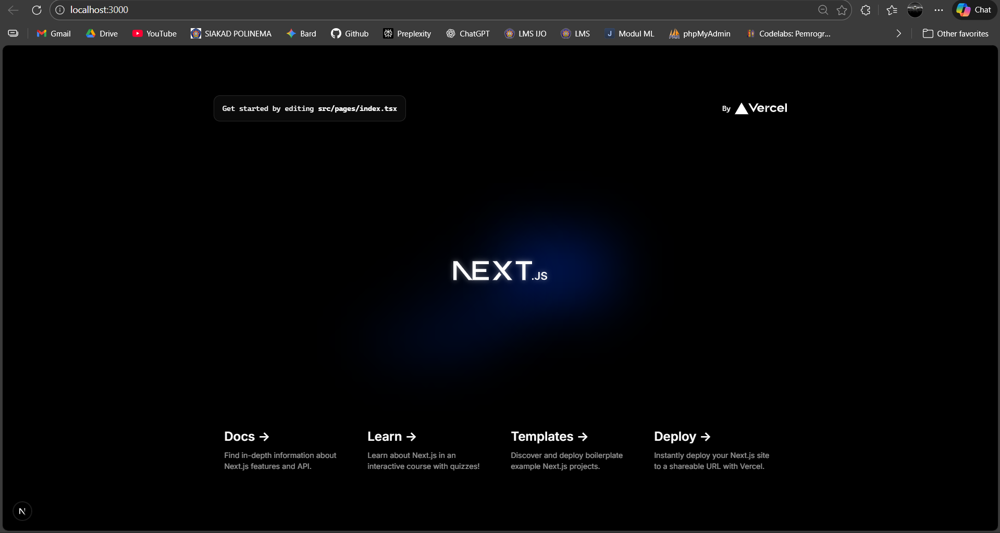 localhost:3000
Chat
Gmail
Drive
YouTube
SIAKAD POLINEMA
Bard
Github
Preplexity
ChatGPT
LMS IJO
LMS
J
Modul ML
phpMyAdmin
Codelabs: Pemrogr...
Other favorites
Get started by editing src/pages/index.tsx
By Vercel
NEXT.JS
Docs ->
Find in-depth information about
Next.js features and API.
Learn ->
Learn about Next.js in an
interactive course with quizzes!
Templates ->
Discover and deploy boilerplate
example Next.js projects.
Deploy ->
Instantly deploy your Next.js site
to a shareable URL with Vercel.
N